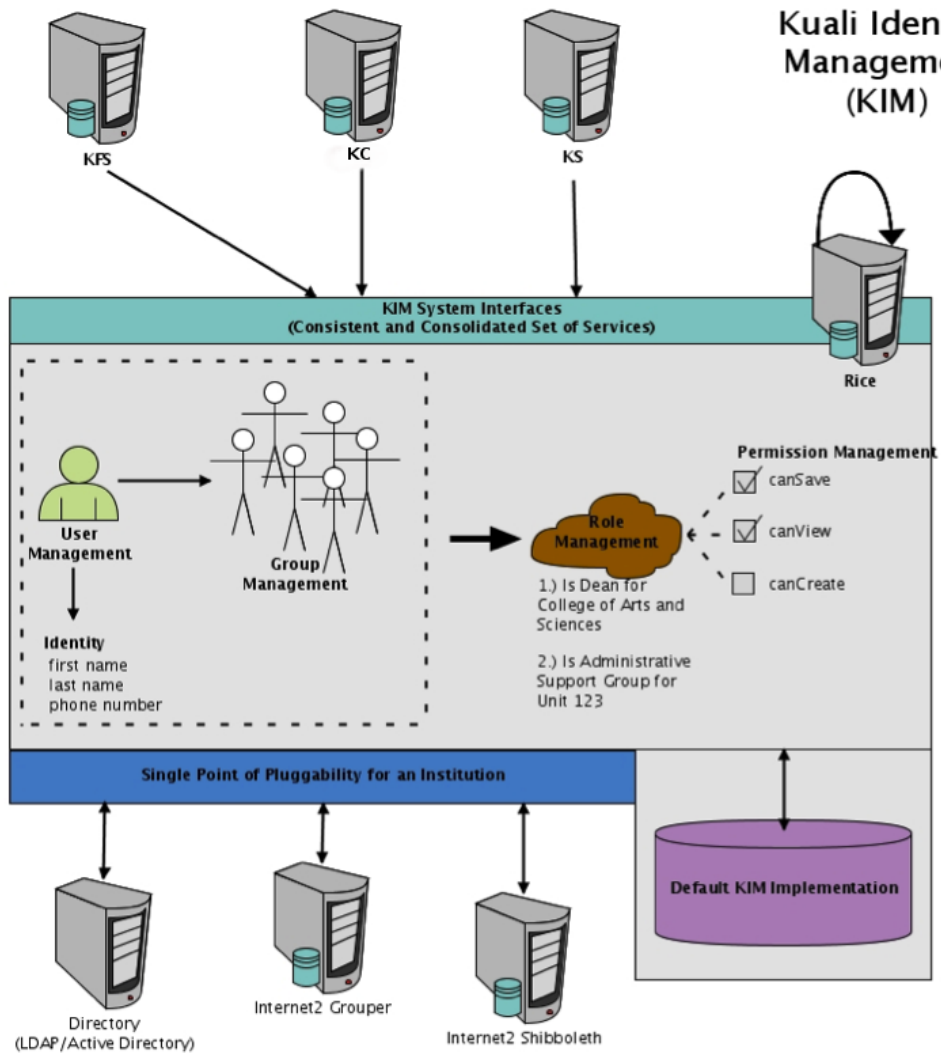 Kuali Iden
Manageme
(KIM)
KFS
KC
KS
KIM System Interfaces
(Consistent and Consolidated Set of Services)
Rice
User
Management
Group
Management
Identity
first name
last name
phone number
Role
Management
1.) Is Dean for
College of Arts and
Sciences
2.) Is Administrative
Support Group for
Unit 123
Permission Management
canSave
canView
canCreate
Single Point of Pluggability for an Institution
Default KIM Implementation
Directory
(LDAP/Active Directory)
Internet2 Grouper
Internet2 Shibboleth